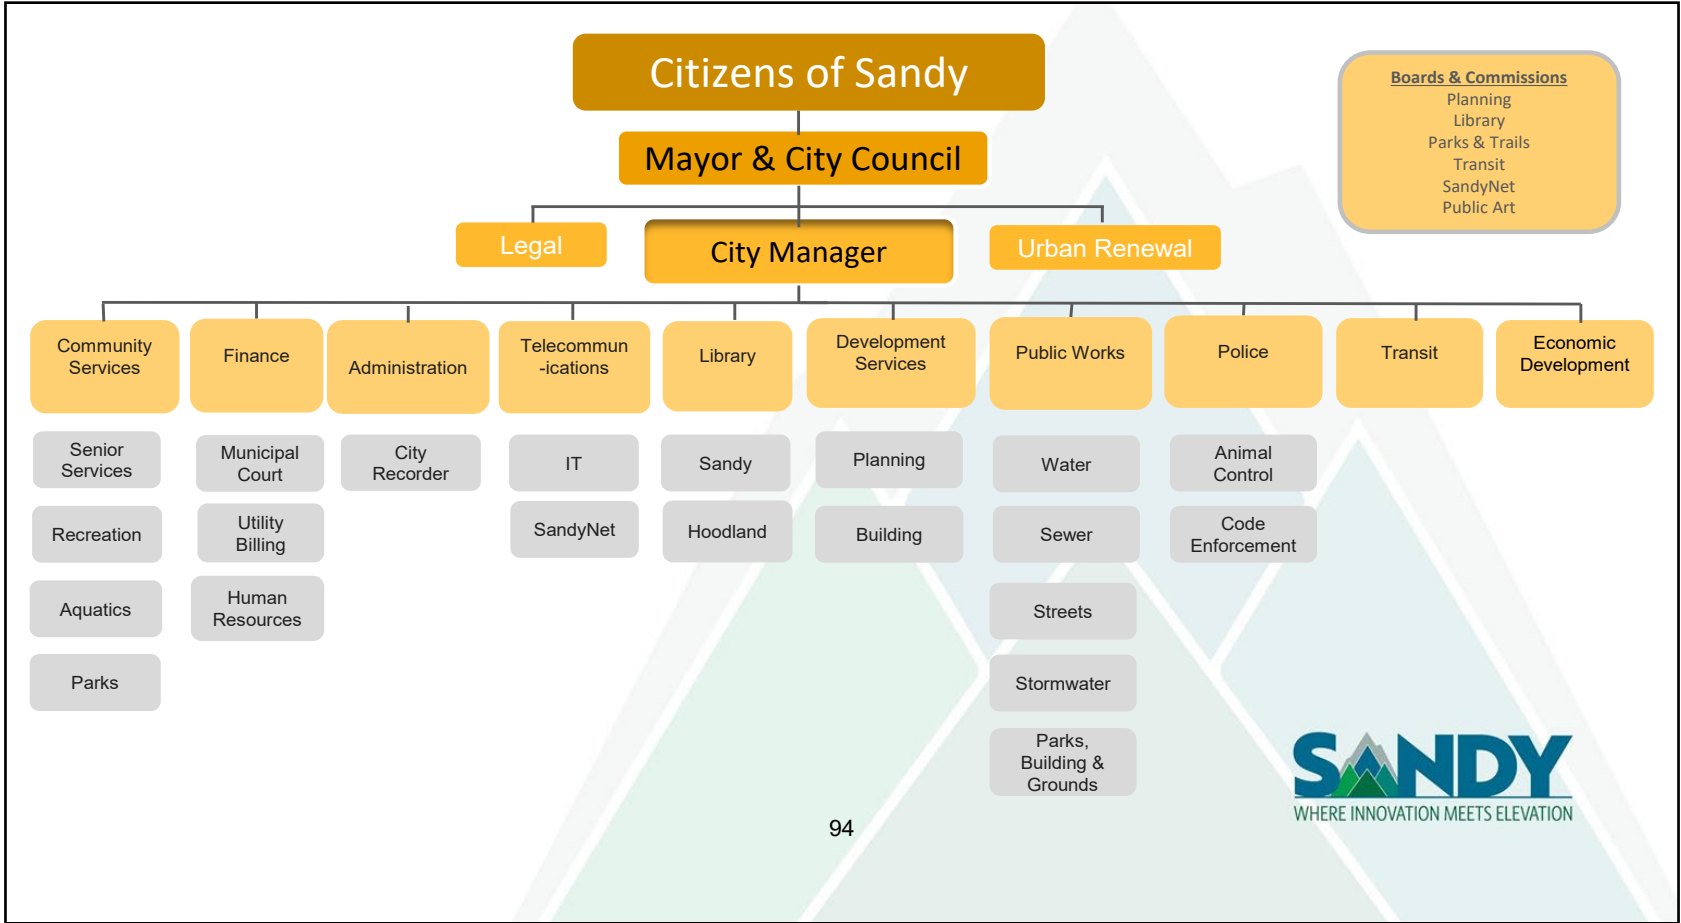 Citizens of Sandy
Boards & Commissions
Planning
Library
Parks & Trails
Transit
SandyNet
Public Art
Mayor & City Council
Legal
City Manager
Urban Renewal
Community
Services
Finance
Administration
Telecommun
-ications
Library
Development
Services
Public Works
Police
Transit
Economic
Development
Senior
Services
Recreation
Aquatics
Parks
Municipal
Court
Utility
Billing
Human
Resources
City
Recorder
IT
SandyNet
Sandy
Hoodland
Planning
Building
Water
Sewer
Streets
Stormwater
Parks,
Building &
Grounds
Animal
Control
Code
Enforcement
SANDY
WHERE INNOVATION MEETS ELEVATION
94